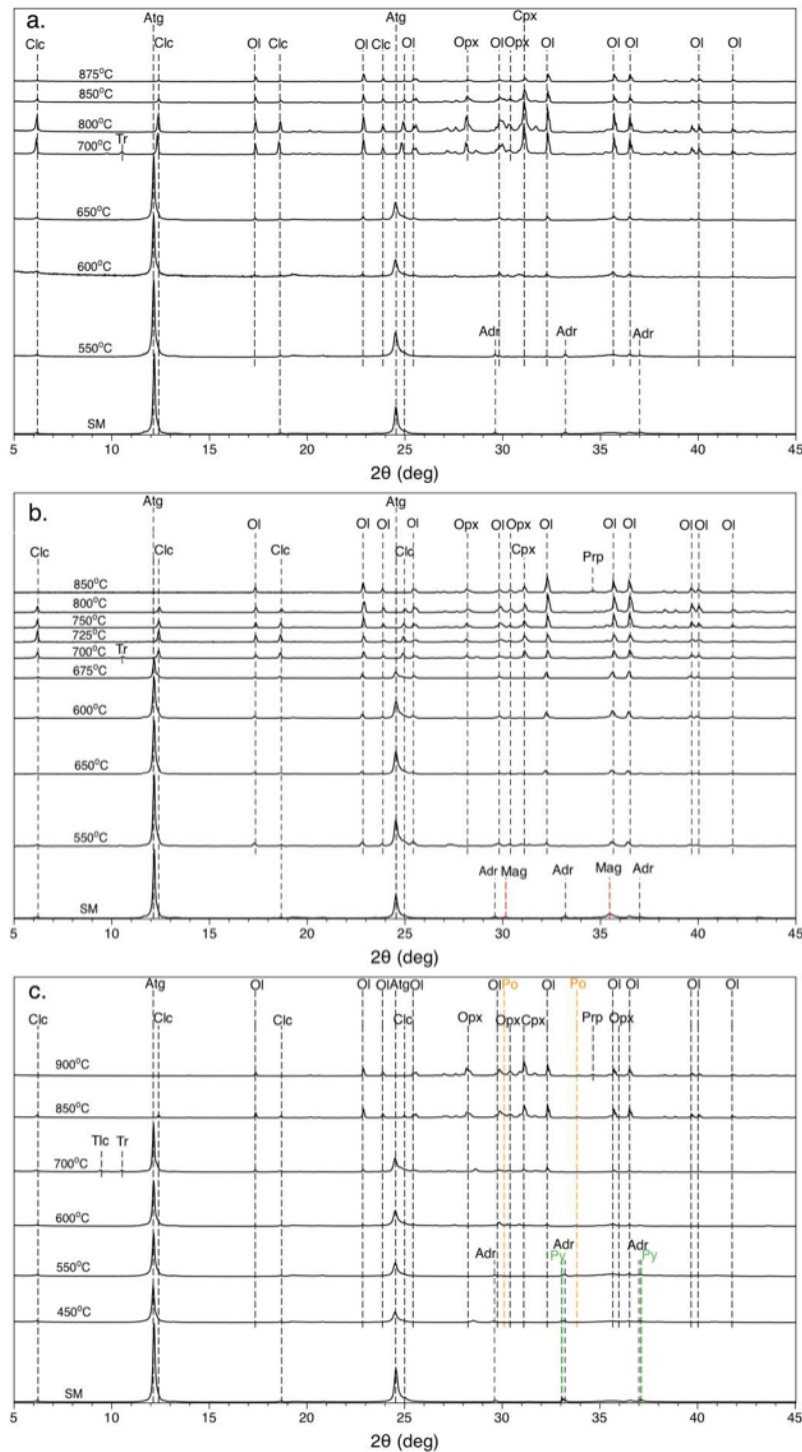 a.
Atg Atg Cpx
Clc Clc Ol Clc Ol Clc Ol Opx Ol Opx Ol Ol Ol Ol Ol
875°C
850°C
800°C
Tr
700°C
650°C
600°C
Adr Adr Adr
550°C
SM
5 10 15 20 25 30 35 40 45
2θ (deg)
b.
Atg Atg
Ol Ol Ol Ol Opx Ol Opx Ol Ol Ol Ol Ol Ol
Clc Clc Clc Clc Cpx Prp
850°C
800°C
750°C
725°C
700°C Tr
675°C
600°C
650°C
550°C
Adr Mag Adr Mag Adr
SM
5 10 15 20 25 30 35 40 45
2θ (deg)
c.
Atg Ol Ol Ol Atg Ol Ol Po Ol Po Ol Ol Ol Ol Ol
Clc Clc Clc Clc Opx Opx Cpx Prp Opx
900°C
850°C
Tlc Tr
700°C
600°C
Adr Adr Adr
Py Py
550°C
450°C
SM
5 10 15 20 25 30 35 40 45
2θ (deg)